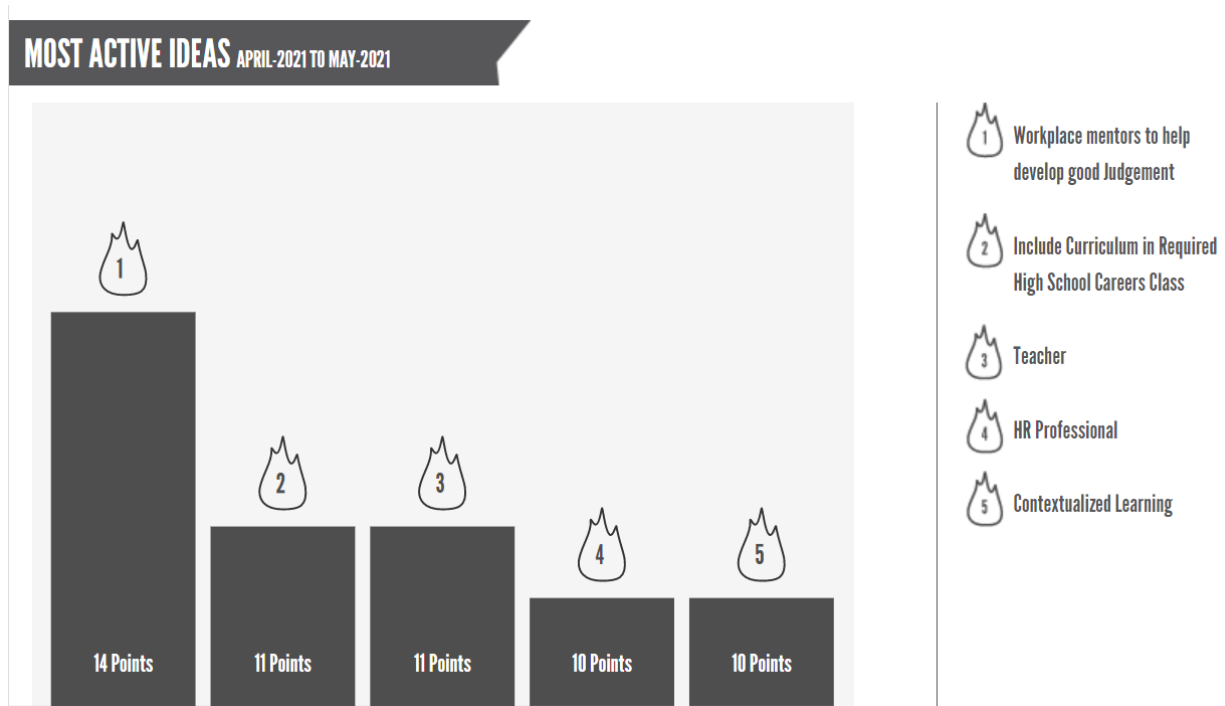 MOST ACTIVE IDEAS APRIL-2021 TO MAY-2021
1
2
3
4
5
14 Points
11 Points
11 Points
10 Points
10 Points
1
Workplace mentors to help
develop good Judgement
2
Include Curriculum in Required
High School Careers Class
3
Teacher
4
HR Professional
5
Contextualized Learning